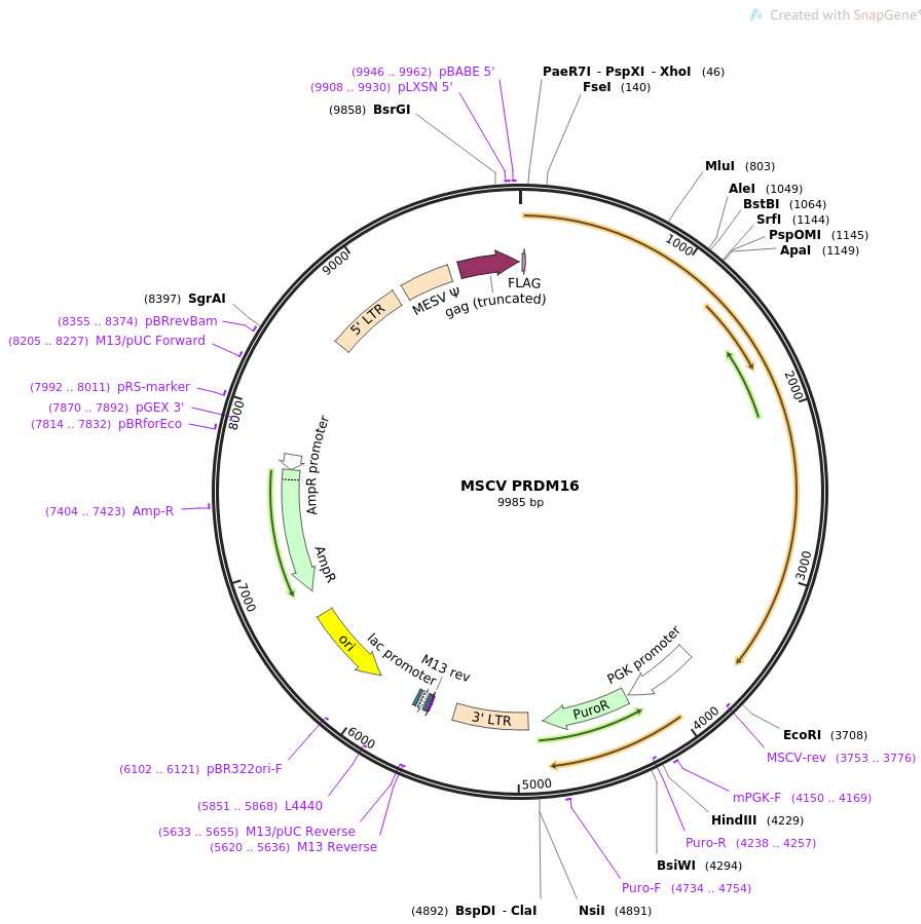 Created with SnapGene®
(9946 .. 9962) pBABE 5'
(9908 .. 9930) pLXSN 5'
(9858) BsrGI
PaeR7I - PspXI - XhoI (46)
FseI (140)
MluI (803)
AleI (1049)
BstBI (1064)
SrfI (1144)
PspOMI (1145)
ApaI (1149)
(8397) SgrAI
(8355 .. 8374) pBRrevBam
(8205 .. 8227) M13/pUC Forward
(7992 .. 8011) pRS-marker
(7870 .. 7892) pGEX 3'
(7814 .. 7832) pBRforEco
(7404 .. 7423) Amp-R
1000
2000
3000
4000
5000
6000
7000
8000
9000
5' LTR
MESV Ψ
gag (truncated)
FLAG
AmpR promoter
AmpR
ori
lac promoter
M13 rev
3' LTR
PuroR
PGK promoter
MSCV PRDM16
9985 bp
EcoRI (3708)
MSCV-rev (3753 .. 3776)
mPGK-F (4150 .. 4169)
HindIII (4229)
Puro-R (4238 .. 4257)
BsiWI (4294)
Puro-F (4734 .. 4754)
NsiI (4891)
(4892) BspDI - ClaI
(6102 .. 6121) pBR322ori-F
(5851 .. 5868) L4440
(5633 .. 5655) M13/pUC Reverse
(5620 .. 5636) M13 Reverse